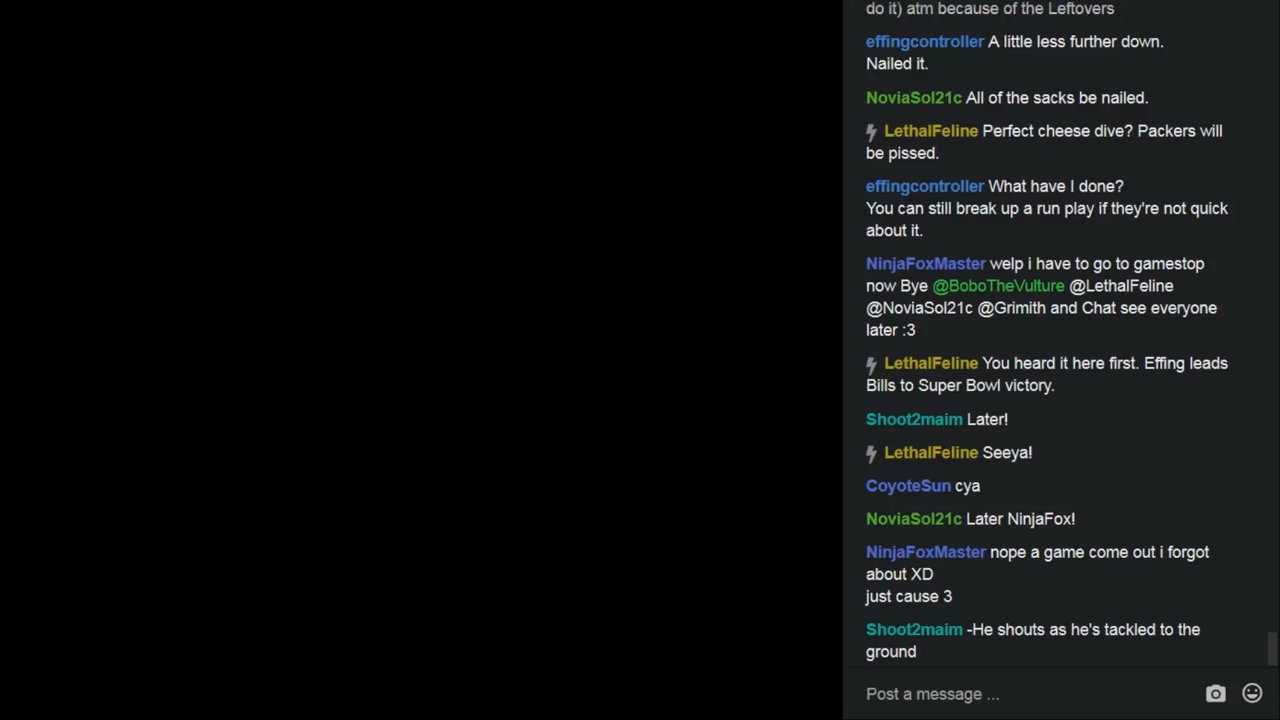 do it) atm because of the Leftovers
effingcontroller A little less further down.
Nailed it.
NoviaSol21c All of the sacks be nailed.
LethalFeline Perfect cheese dive? Packers will
be pissed.
effingcontroller What have I done?
You can still break up a run play if they're not quick
about it.
NinjaFoxMaster welp i have to go to gamestop
now Bye @BoboTheVulture @LethalFeline
@NoviaSol21c @Grimith and Chat see everyone
later :3
LethalFeline You heard it here first. Effing leads
Bills to Super Bowl victory.
Shoot2maim Later!
LethalFeline Seeya!
CoyoteSun cya
NoviaSol21c Later NinjaFox!
NinjaFoxMaster nope a game come out i forgot
about XD
just cause 3
Shoot2maim -He shouts as he's tackled to the
ground
Post a message ...